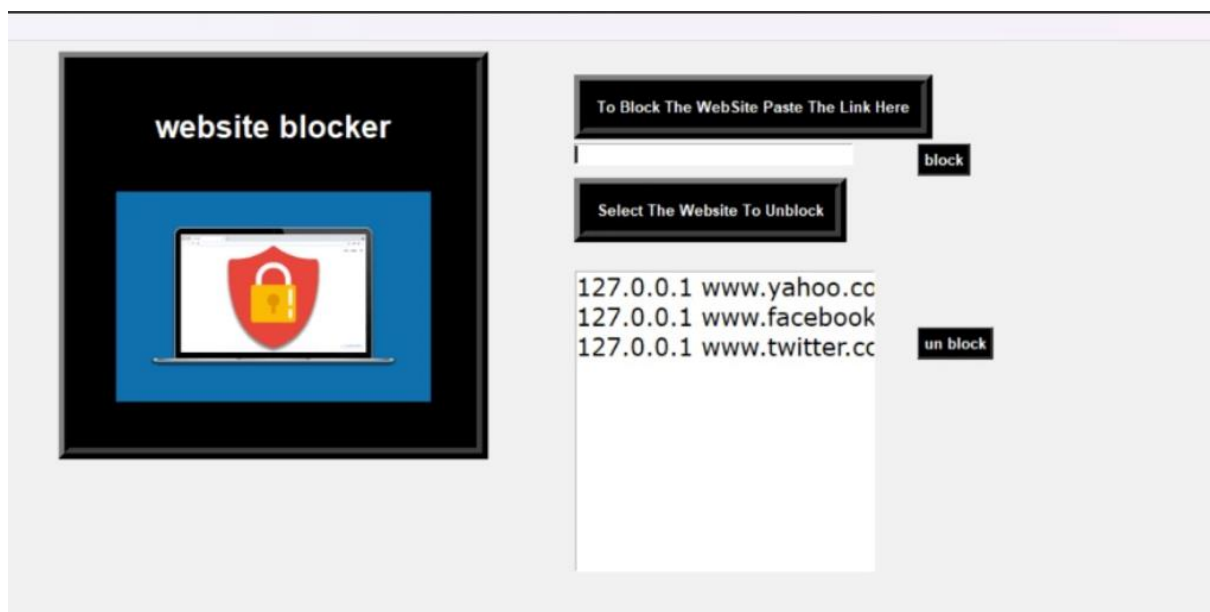 website blocker
To Block The WebSite Paste The Link Here
block
Select The Website To Unblock
127.0.0.1 www.yahoo.co
127.0.0.1 www.facebook
127.0.0.1 www.twitter.cc
un block